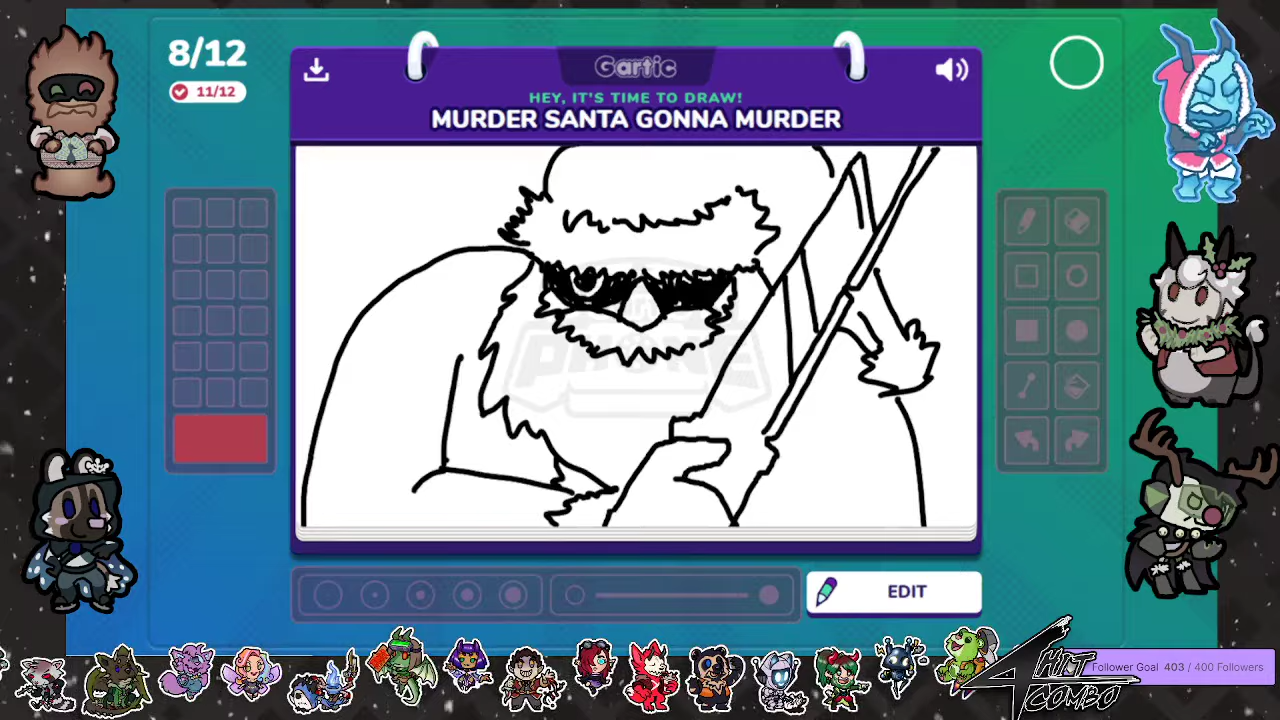 8/12
11/12
Gartic
HEY, IT'S TIME TO DRAW!
MURDER SANTA GONNA MURDER
PHONE
EDIT
4 HIT
COMBO
Follower Goal 403 / 400 Followers